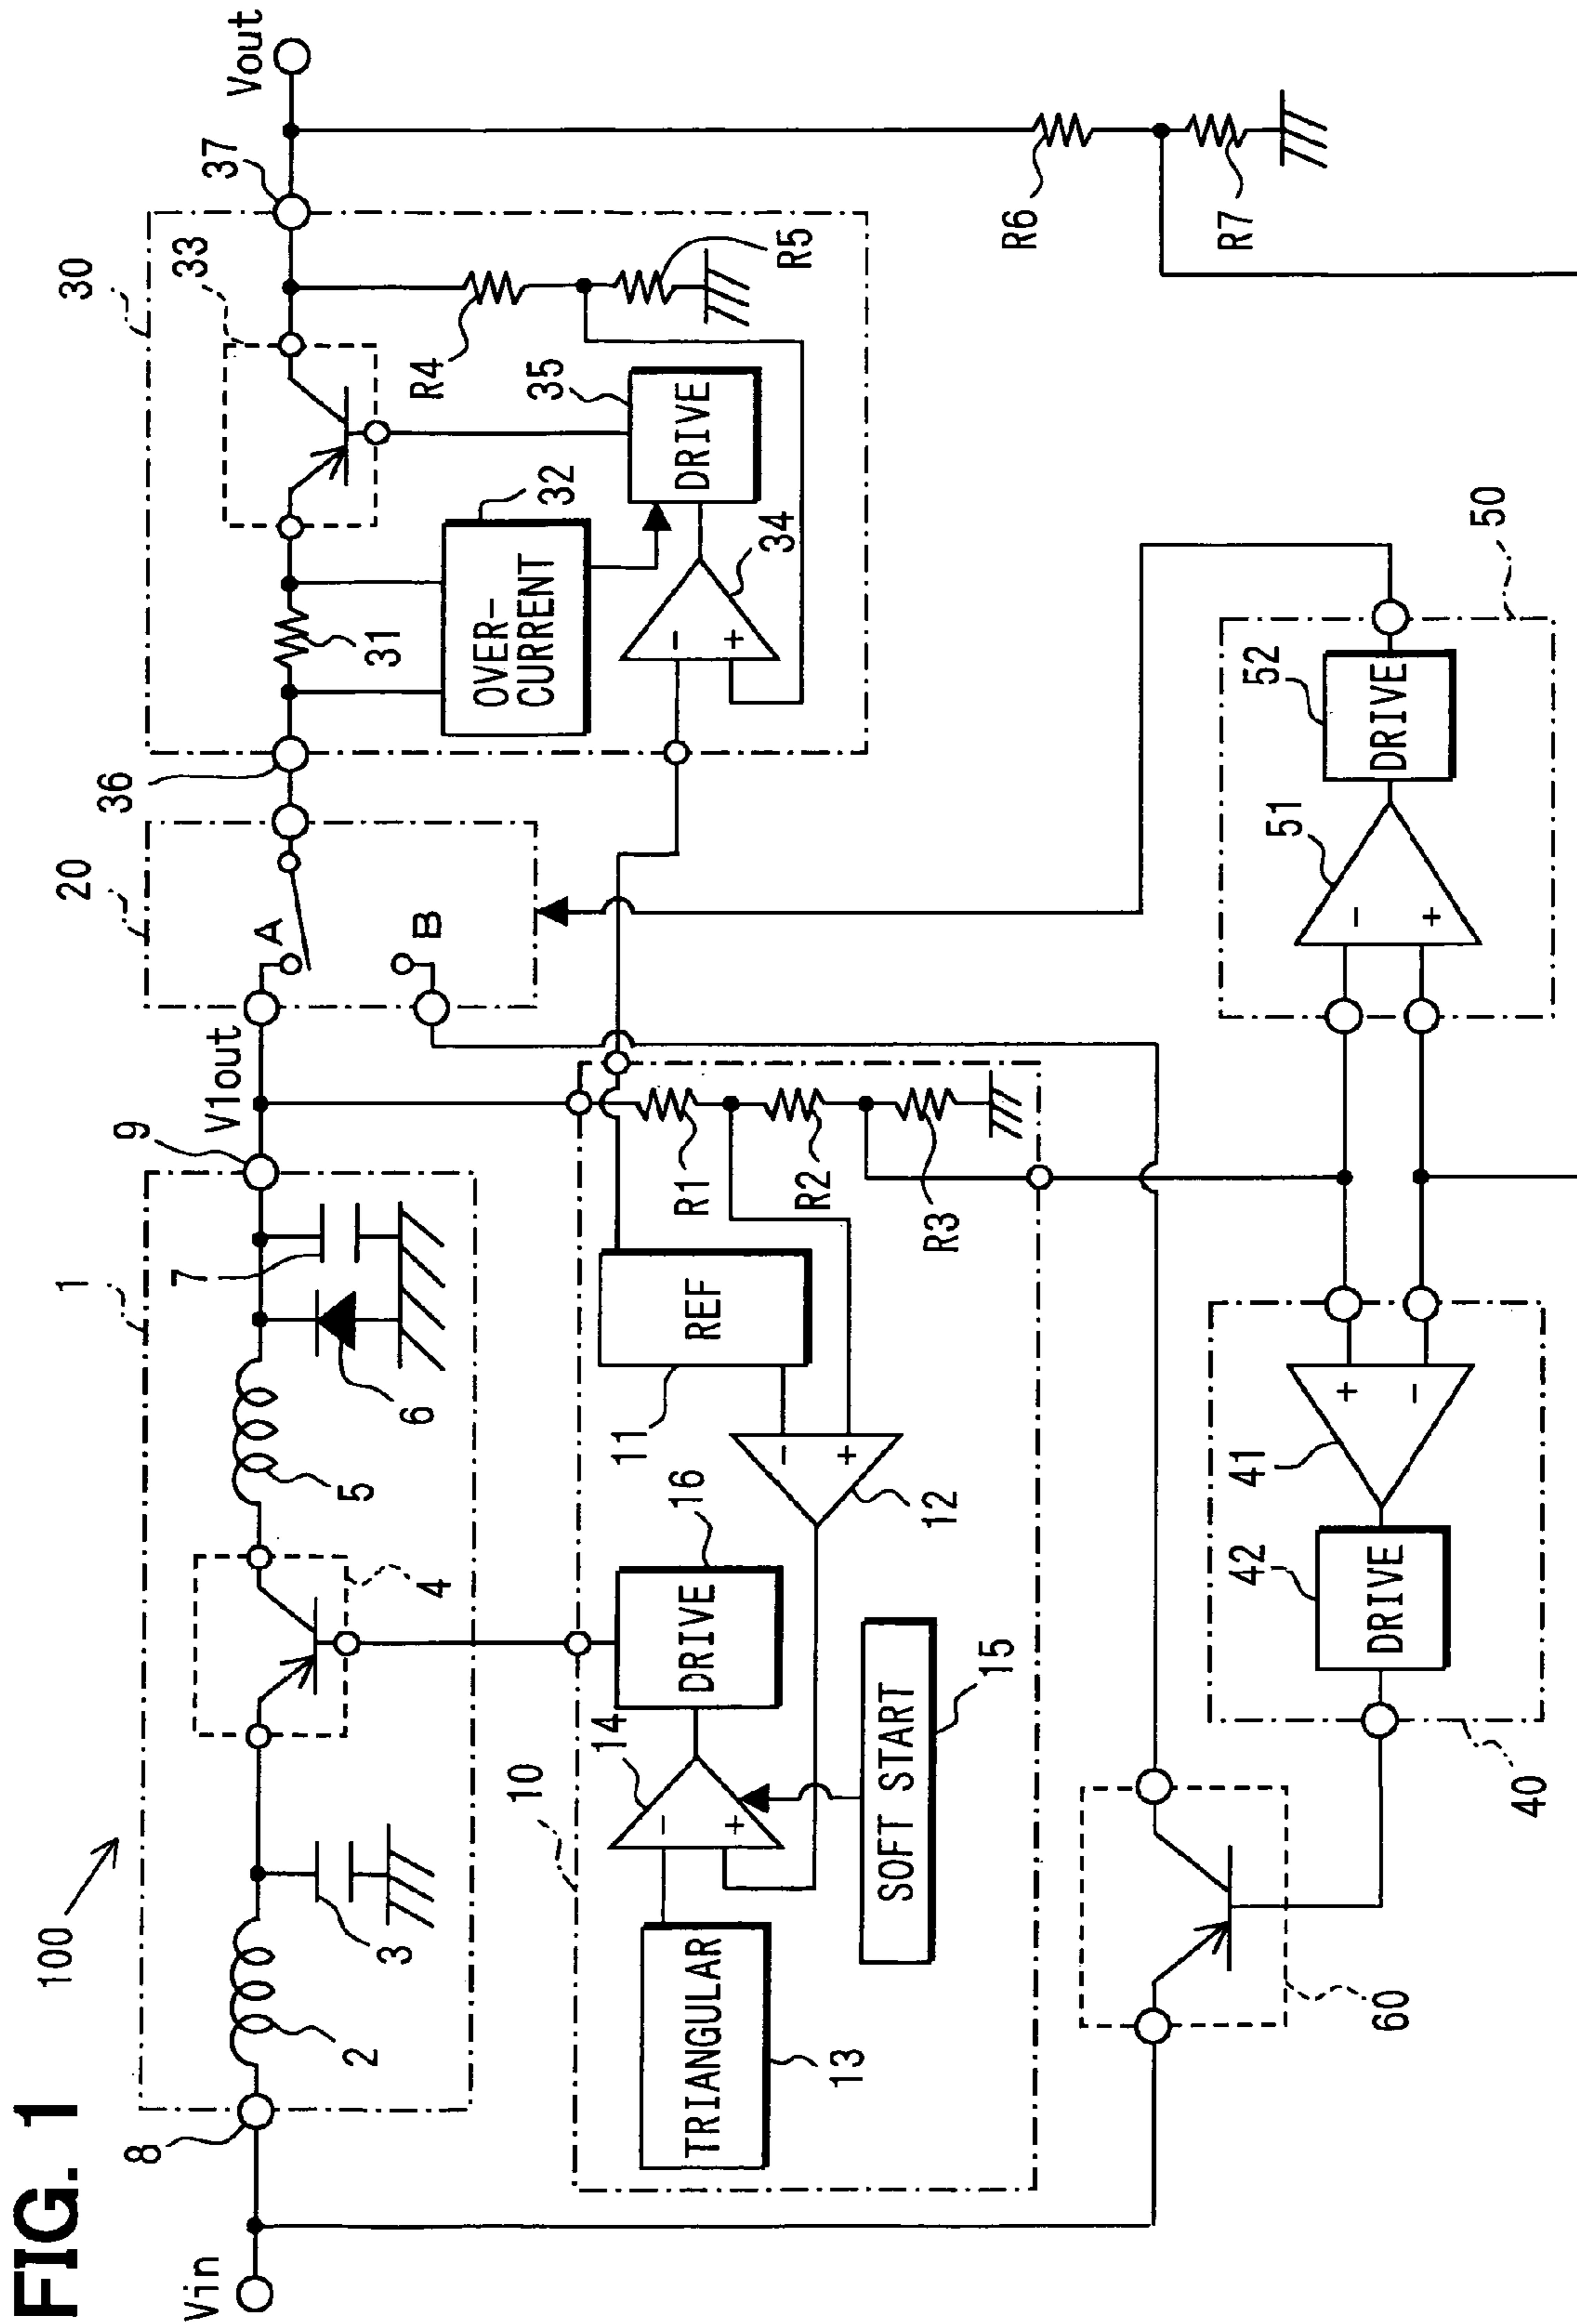 FIG. 1
100
Vin
8
2
3
1
4
5
6
7
9
V1out
20
A
B
36
30
31
OVER-
CURRENT
32
33
-
+
34
DRIVE
35
R4
R5
37
Vout
R6
R7
10
TRIANGULAR
13
-
+
14
SOFT START
15
DRIVE
16
-
+
12
REF
11
R1
R2
R3
60
40
DRIVE
42
41
+
-
50
-
+
51
DRIVE
52